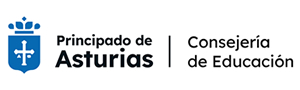 Principado de
Asturias
Consejería
de Educación